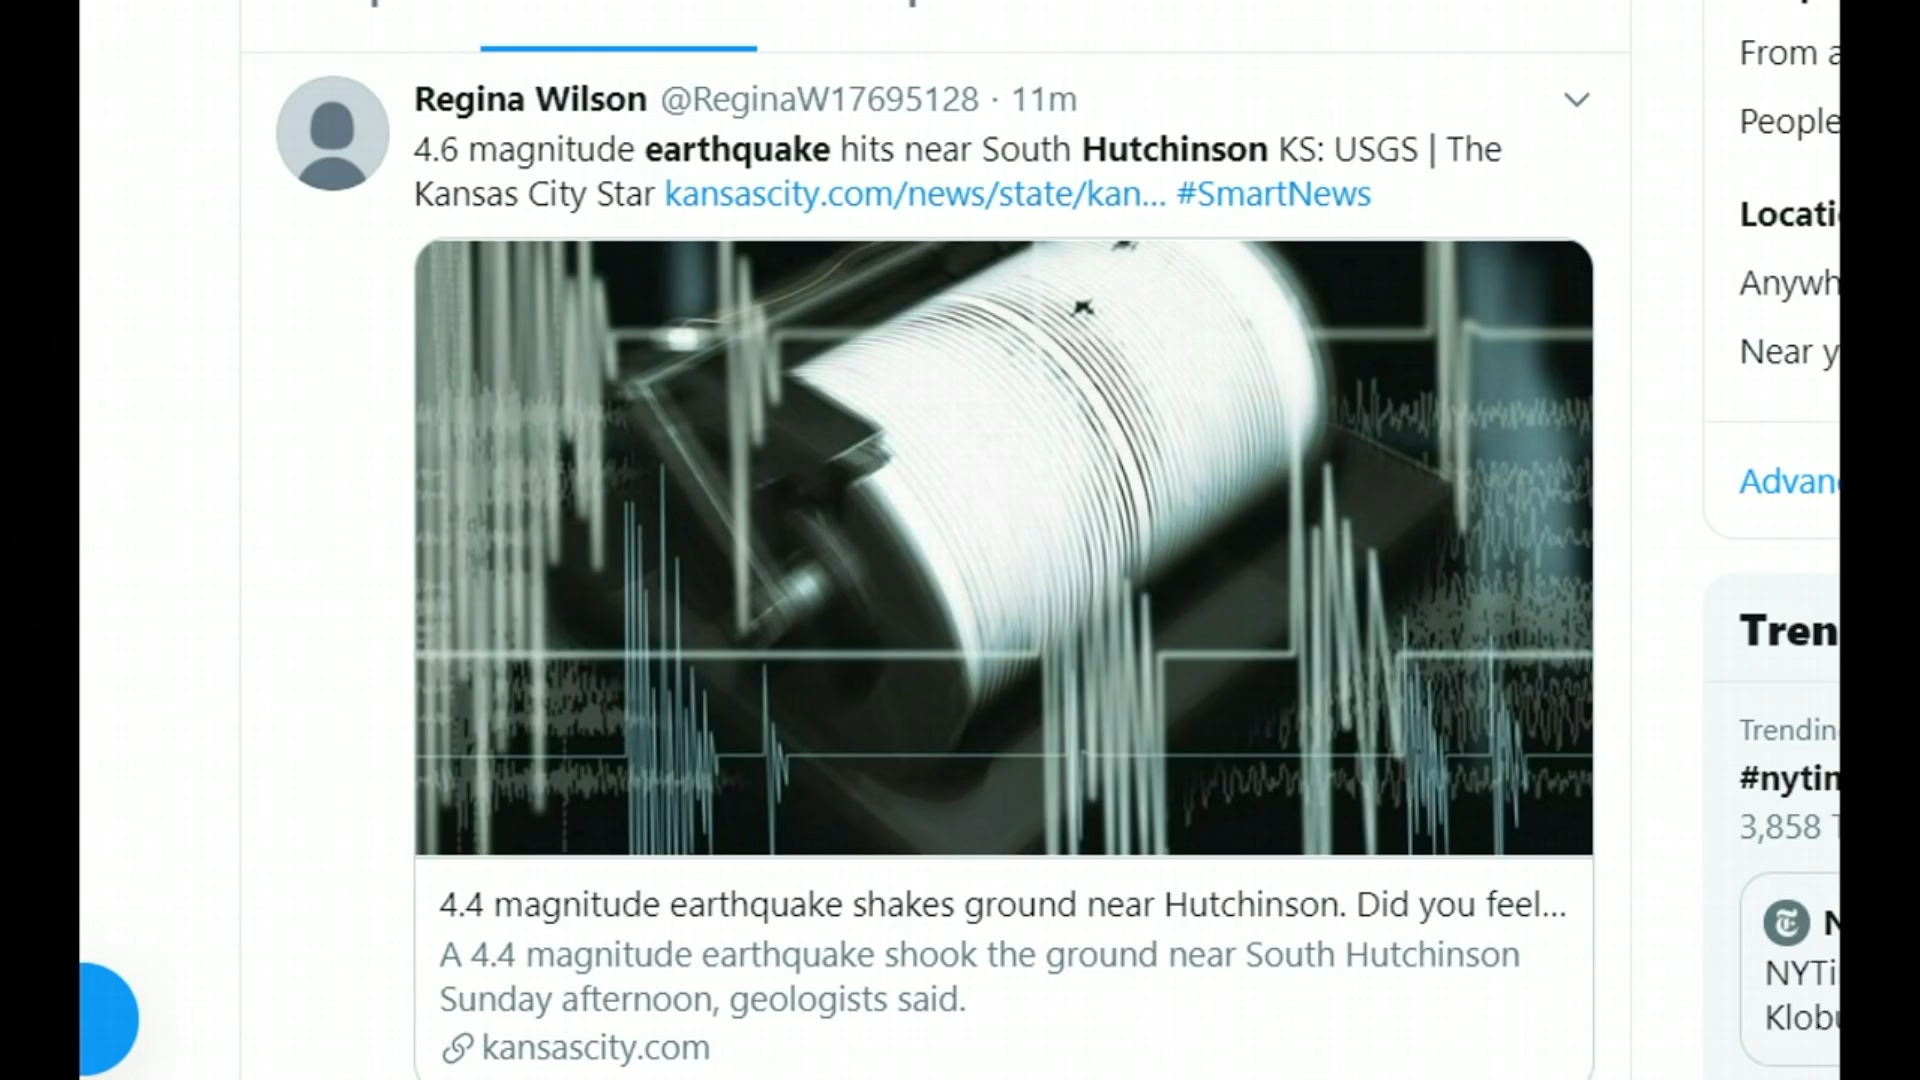 Regina Wilson @ReginaW17695128 · 11m
4.6 magnitude earthquake hits near South Hutchinson KS: USGS | The
Kansas City Star kansascity.com/news/state/kan... #SmartNews
4.4 magnitude earthquake shakes ground near Hutchinson. Did you feel...
A 4.4 magnitude earthquake shook the ground near South Hutchinson
Sunday afternoon, geologists said.
kansascity.com
From a
People
Locati
Anywh
Near y
Advan
Tren
Trendin
#nytim
3,858 T
N
NYTi
Klobu